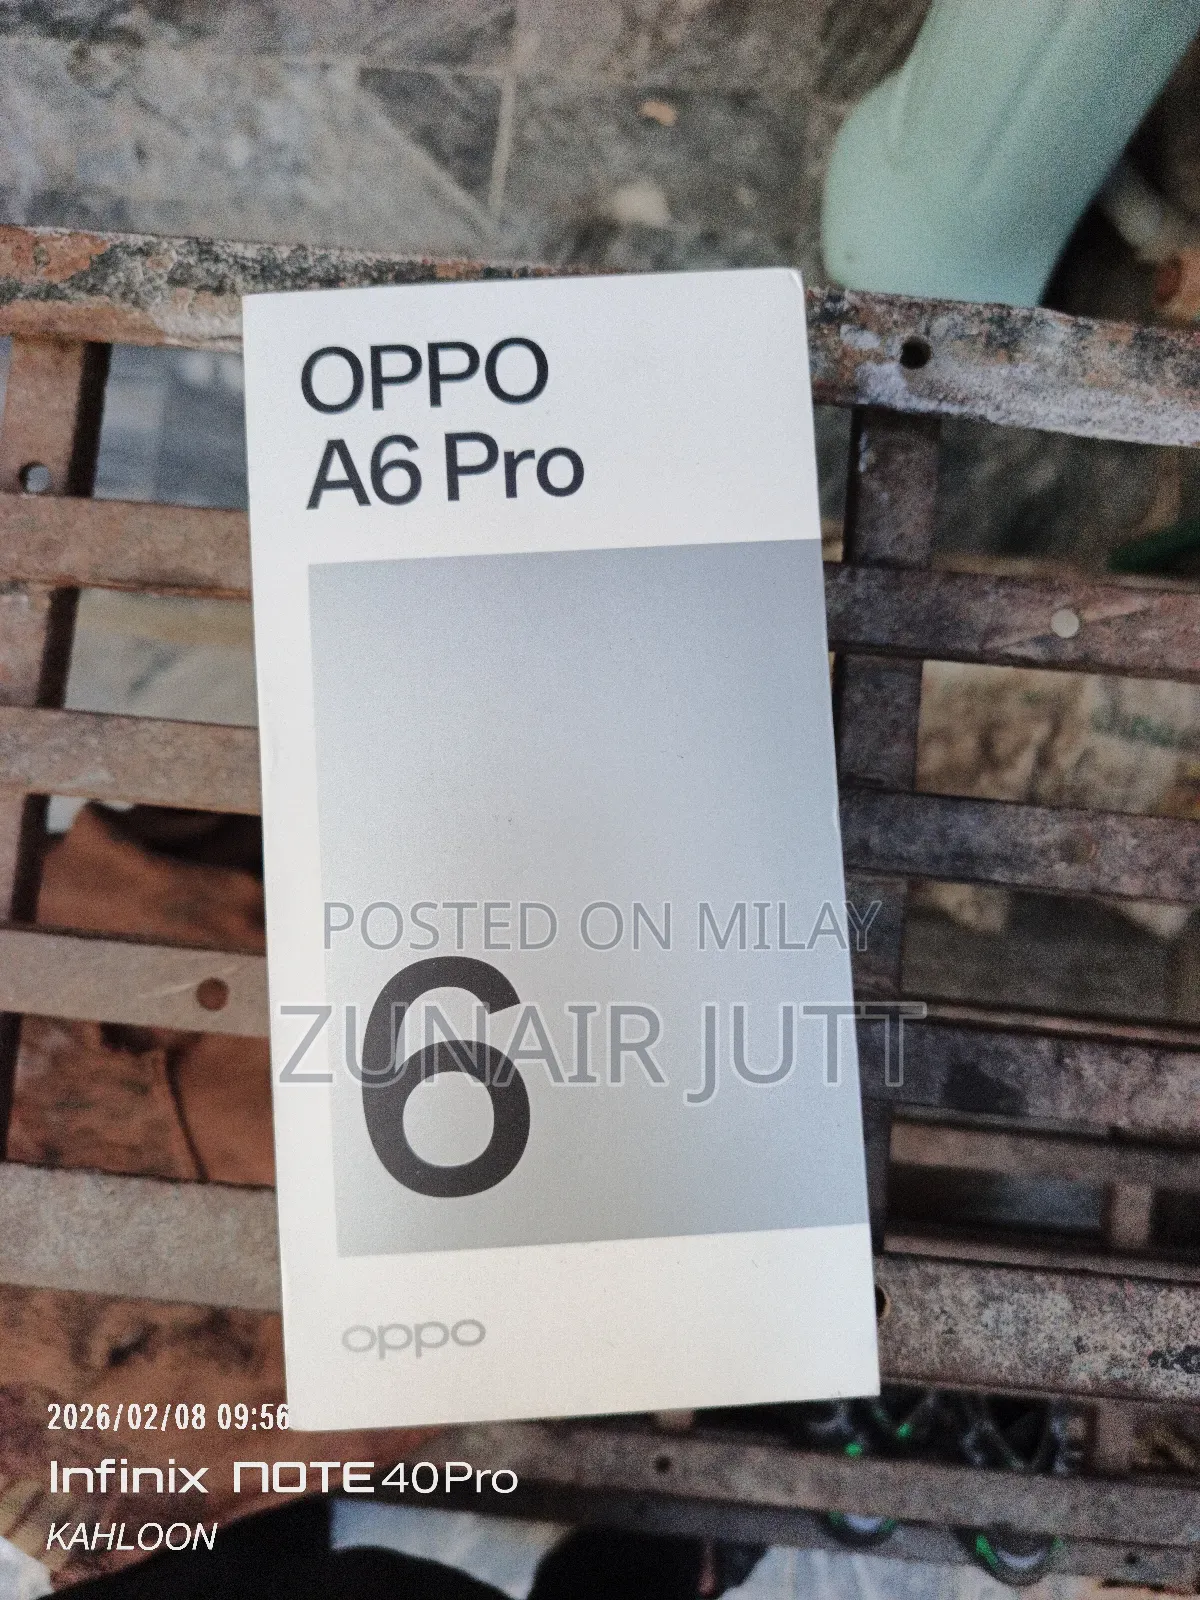 OPPO
A6 Pro
POSTED ON MILAY
6
ZUNAIR JUTT
oppo
2026/02/08 09:56
Infinix NOTE 40Pro
KAHLOON